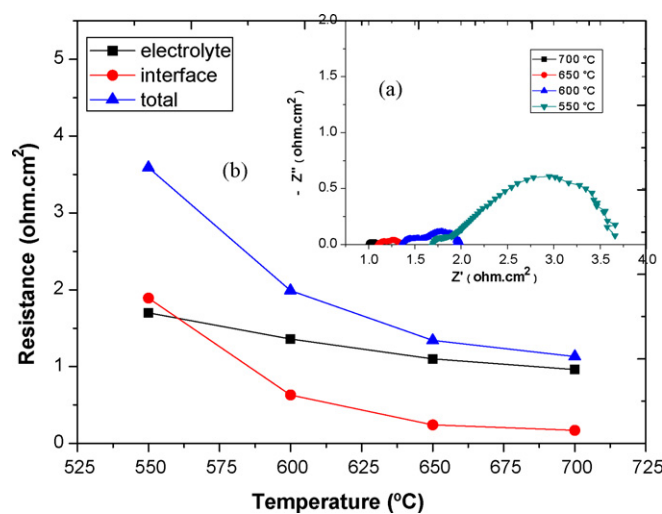 electrolyte
interface
total
(b)
Resistance (ohm.cm²)
5
4
3
2
1
0
525 550 575 600 625 650 675 700 725
Temperature (ºC)
(a)
700 °C
650 °C
600 °C
550 °C
- Z" (ohm.cm²)
2.0
1.5
1.0
0.5
0.0
1.0 1.5 2.0 2.5 3.0 3.5 4.0
Z' (ohm.cm²)